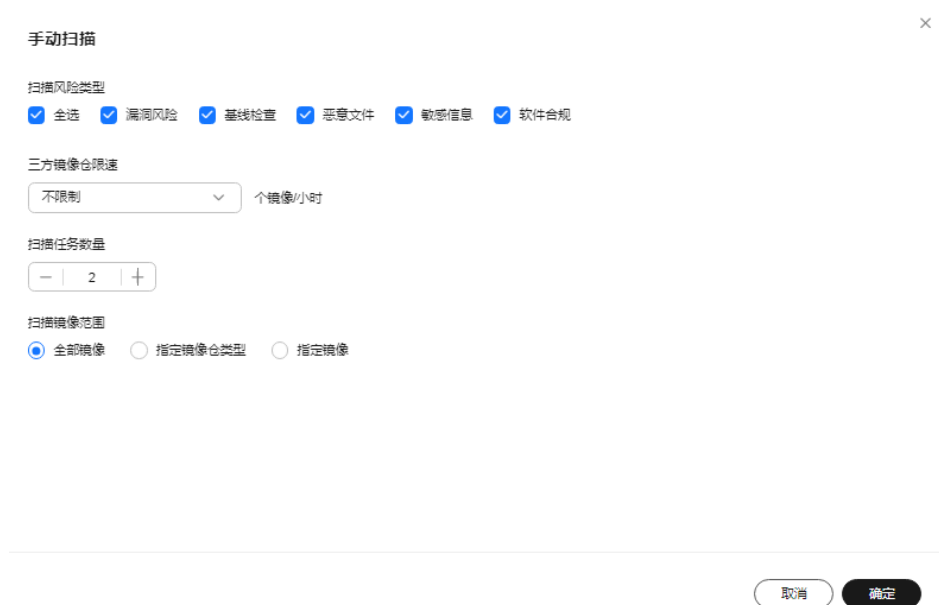 手动扫描
扫描风险类型
全选 漏洞风险 基线检查 恶意文件 敏感信息 软件合规
三方镜像仓限速
不限制 个镜像/小时
扫描任务数量
2
扫描镜像范围
全部镜像 指定镜像仓类型 指定镜像
取消 确定